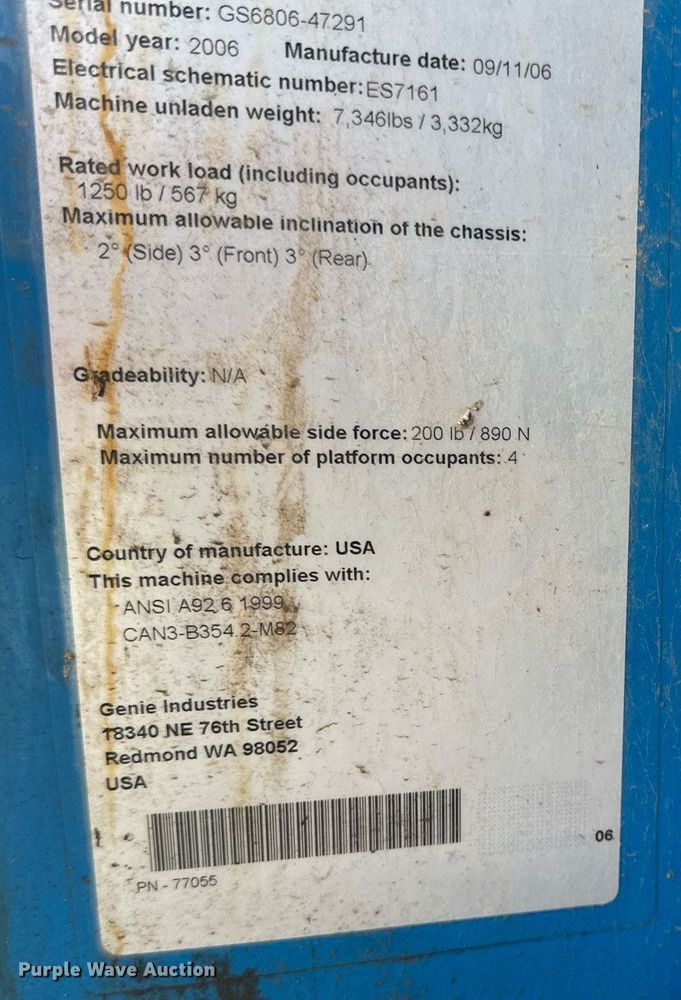 Serial number: GS6806-47291
Model year: 2006 Manufacture date: 09/11/06
Electrical schematic number:ES7161
Machine unladen weight: 7,346lbs / 3,332kg
Rated work load (including occupants):
1250 lb / 567 kg
Maximum allowable inclination of the chassis:
2° (Side) 3° (Front) 3° (Rear)
Gradeability: N/A
Maximum allowable side force: 200 lb / 890 N
Maximum number of platform occupants: 4
Country of manufacture: USA
This machine complies with:
ANSI A92.6 1999
CAN3-B354.2-M82
Genie Industries
18340 NE 76th Street
Redmond WA 98052
USA
06
PN - 77055
Purple Wave Auction